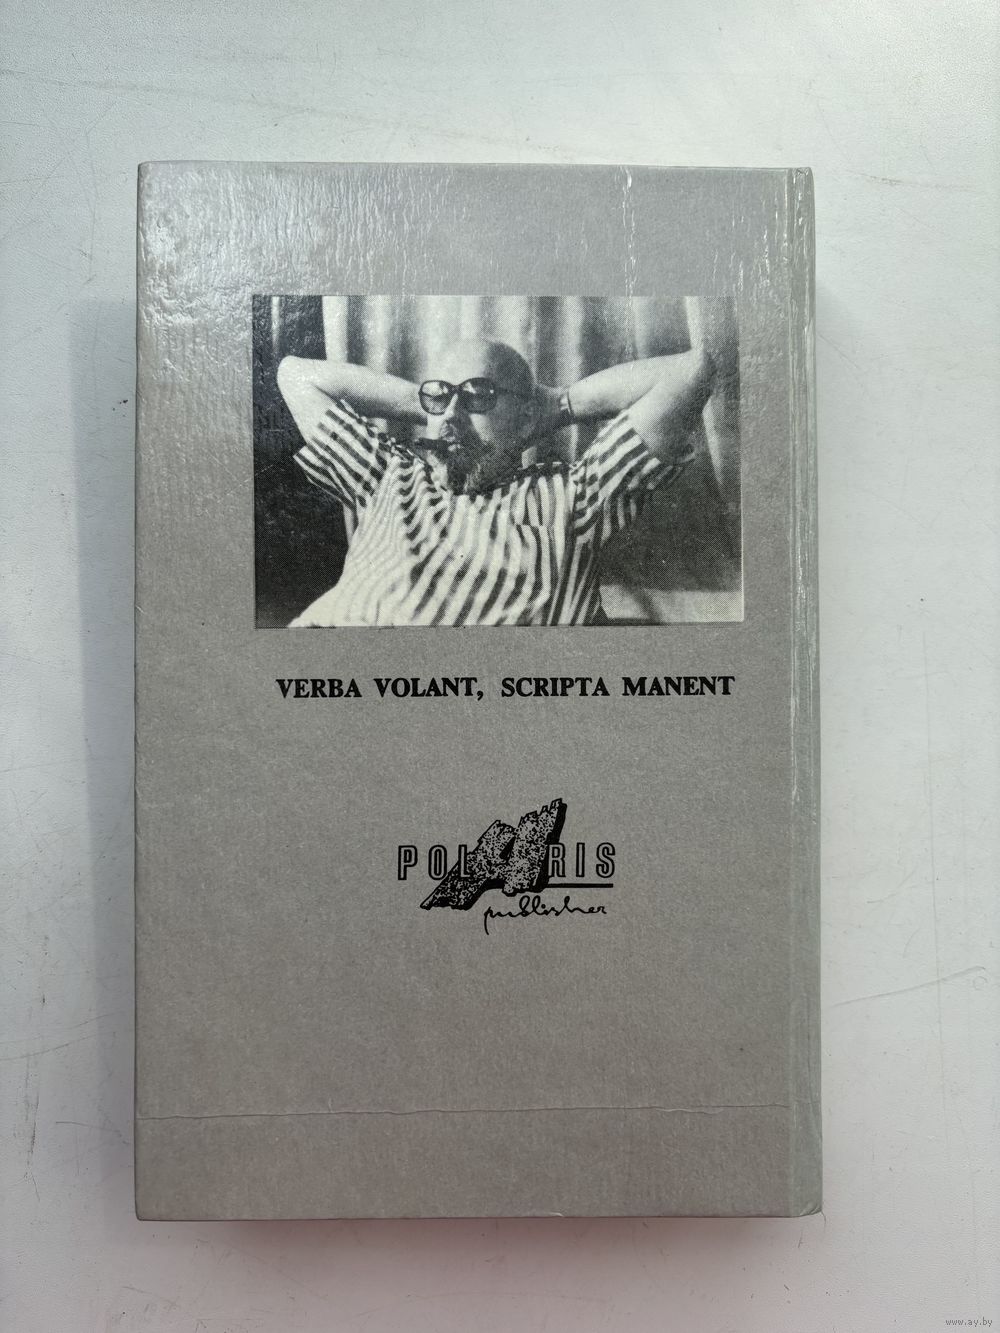 VERBA VOLANT, SCRIPTA MANENT
POLARIS
publisher
www.ay.by